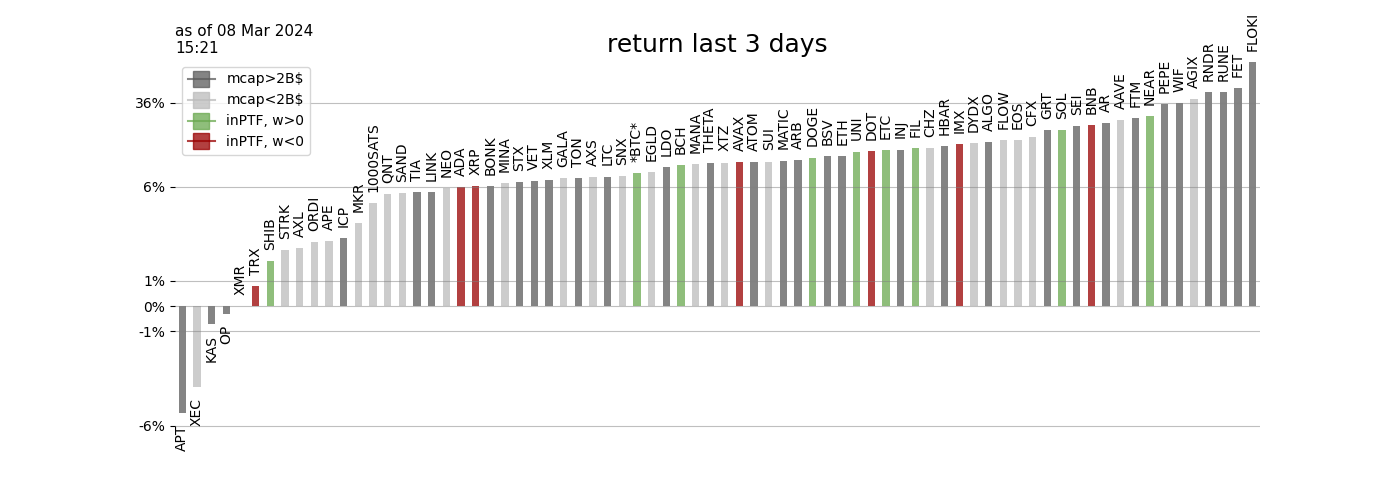 as of 08 Mar 2024
15:21
return last 3 days
mcap>2B$
mcap<2B$
inPTF, w>0
inPTF, w<0
36%
6%
1%
0%
-1%
-6%
APT
XEC
KAS
OP
XMR
TRX
SHIB
STRK
AXL
ORDI
APE
ICP
MKR
1000SATS
QNT
SAND
TIA
LINK
NEO
ADA
XRP
BONK
MINA
STX
VET
XLM
GALA
TON
AXS
LTC
SNX
*BTC*
EGLD
LDO
BCH
MANA
THETA
XTZ
AVAX
ATOM
SUI
MATIC
ARB
DOGE
BSV
ETH
UNI
DOT
ETC
INJ
FIL
CHZ
HBAR
IMX
DYDX
ALGO
FLOW
EOS
CFX
GRT
SOL
SEI
BNB
AR
AAVE
FTM
NEAR
PEPE
WIF
AGIX
RNDR
RUNE
FET
FLOKI